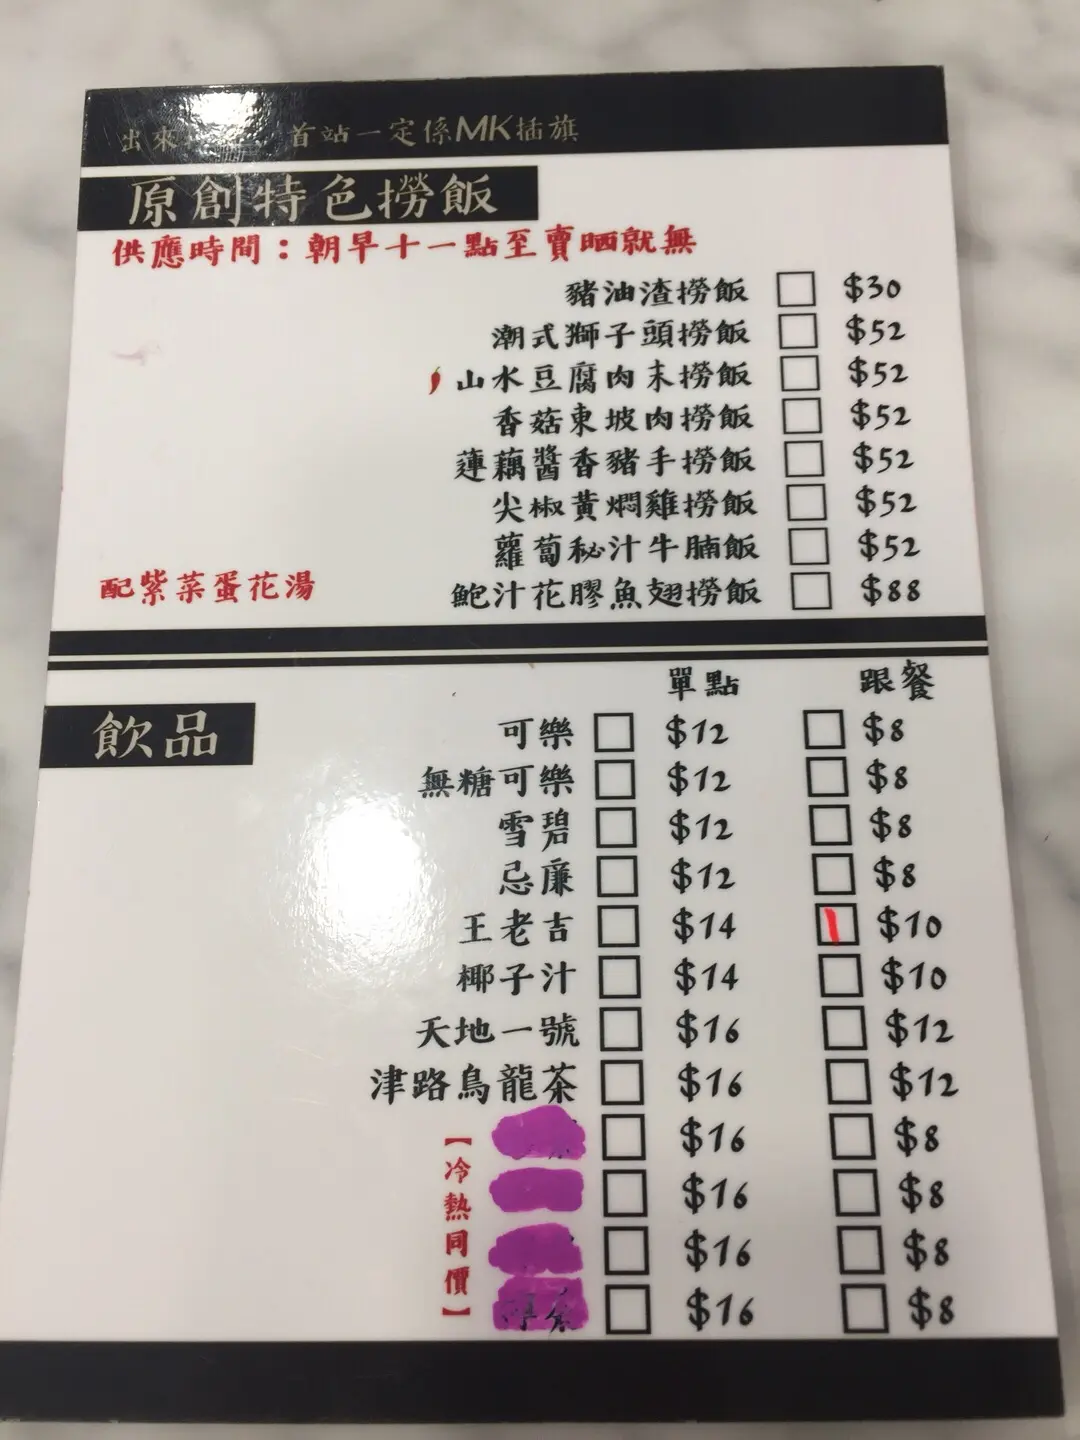 出來 首站一定係MK插旗
原創特色撈飯
供應時間：朝早十一點至賣晒就無
豬油渣撈飯 $30
潮式獅子頭撈飯 $52
山水豆腐肉末撈飯 $52
香菇東坡肉撈飯 $52
蓮藕醬香豬手撈飯 $52
尖椒黃燜雞撈飯 $52
蘿蔔秘汁牛腩飯 $52
配紫菜蛋花湯 鮑汁花膠魚翅撈飯 $88
單點 跟餐
飲品 可樂 $12 $8
無糖可樂 $12 $8
雪碧 $12 $8
忌廉 $12 $8
王老吉 $14 $10
椰子汁 $14 $10
天地一號 $16 $12
津路烏龍茶 $16 $12
【冷熱同價】
$16 $8
$16 $8
$16 $8
$16 $8